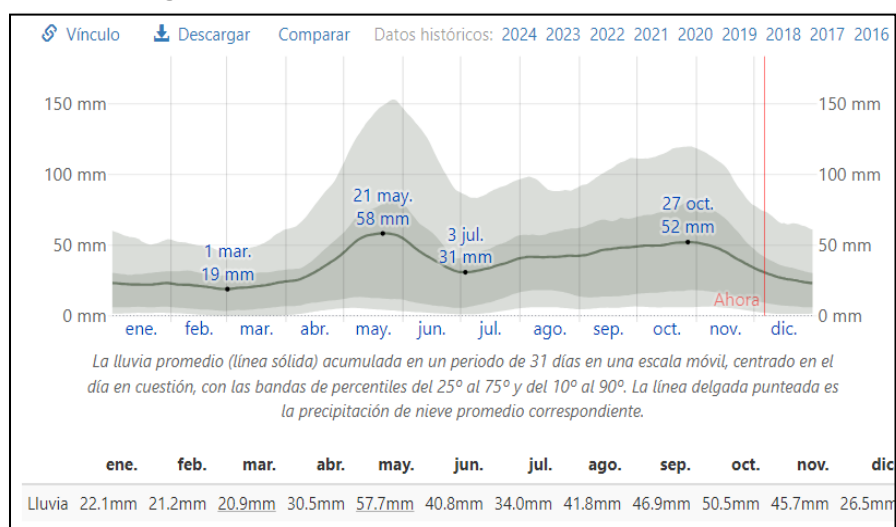 Vínculo Descargar Comparar Datos históricos: 2024 2023 2022 2021 2020 2019 2018 2017 2016
150 mm 150 mm
100 mm 100 mm
21 may.
58 mm
27 oct.
52 mm
3 jul.
31 mm
50 mm 50 mm
1 mar.
19 mm
Ahora
0 mm 0 mm
ene. feb. mar. abr. may. jun. jul. ago. sep. oct. nov. dic.
La lluvia promedio (línea sólida) acumulada en un periodo de 31 días en una escala móvil, centrado en el
día en cuestión, con las bandas de percentiles del 25º al 75º y del 10º al 90º. La línea delgada punteada es
la precipitación de nieve promedio correspondiente.
ene. feb. mar. abr. may. jun. jul. ago. sep. oct. nov. dic
Lluvia 22.1mm 21.2mm 20.9mm 30.5mm 57.7mm 40.8mm 34.0mm 41.8mm 46.9mm 50.5mm 45.7mm 26.5mm